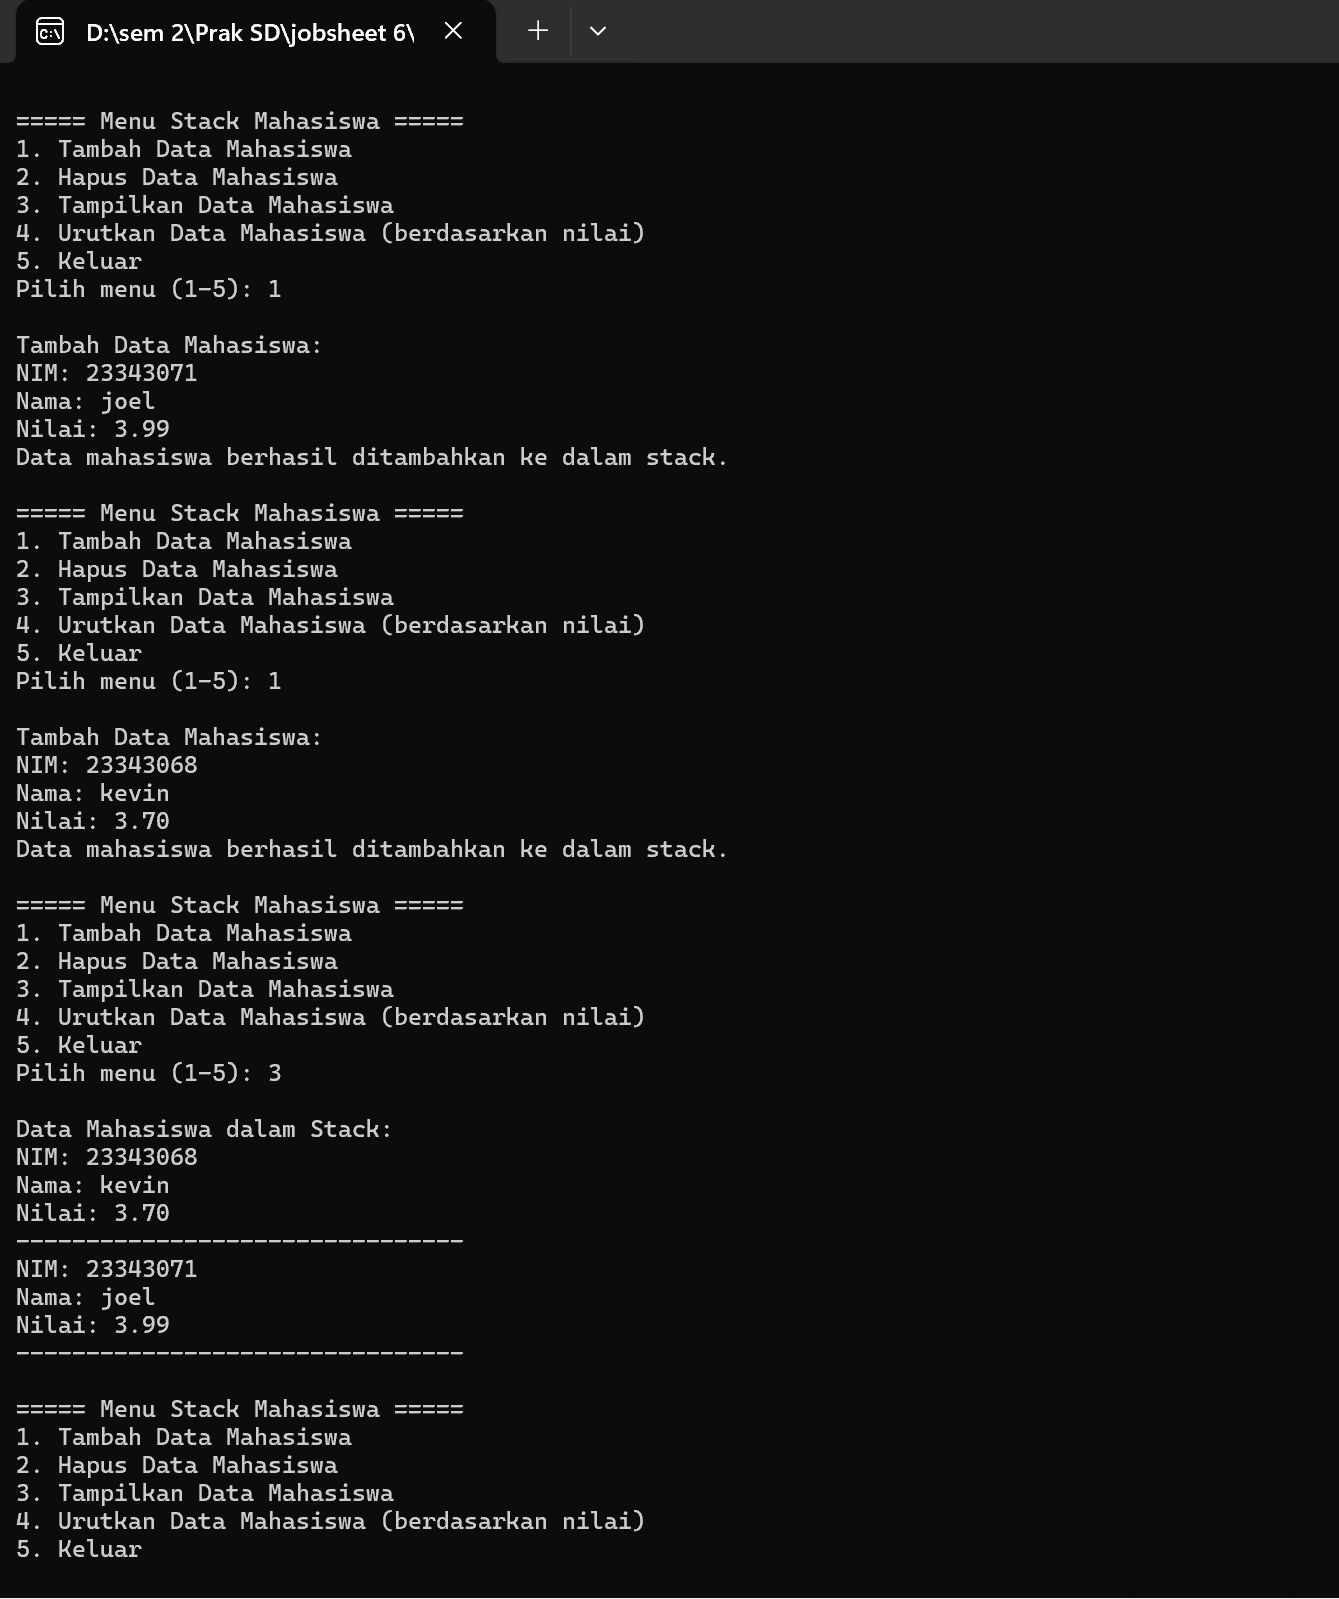 D:\sem 2\Prak SD\jobsheet 6\
===== Menu Stack Mahasiswa =====
1. Tambah Data Mahasiswa
2. Hapus Data Mahasiswa
3. Tampilkan Data Mahasiswa
4. Urutkan Data Mahasiswa (berdasarkan nilai)
5. Keluar
Pilih menu (1-5): 1
Tambah Data Mahasiswa:
NIM: 23343071
Nama: joel
Nilai: 3.99
Data mahasiswa berhasil ditambahkan ke dalam stack.
===== Menu Stack Mahasiswa =====
1. Tambah Data Mahasiswa
2. Hapus Data Mahasiswa
3. Tampilkan Data Mahasiswa
4. Urutkan Data Mahasiswa (berdasarkan nilai)
5. Keluar
Pilih menu (1-5): 1
Tambah Data Mahasiswa:
NIM: 23343068
Nama: kevin
Nilai: 3.70
Data mahasiswa berhasil ditambahkan ke dalam stack.
===== Menu Stack Mahasiswa =====
1. Tambah Data Mahasiswa
2. Hapus Data Mahasiswa
3. Tampilkan Data Mahasiswa
4. Urutkan Data Mahasiswa (berdasarkan nilai)
5. Keluar
Pilih menu (1-5): 3
Data Mahasiswa dalam Stack:
NIM: 23343068
Nama: kevin
Nilai: 3.70
--------------------------------
NIM: 23343071
Nama: joel
Nilai: 3.99
--------------------------------
===== Menu Stack Mahasiswa =====
1. Tambah Data Mahasiswa
2. Hapus Data Mahasiswa
3. Tampilkan Data Mahasiswa
4. Urutkan Data Mahasiswa (berdasarkan nilai)
5. Keluar